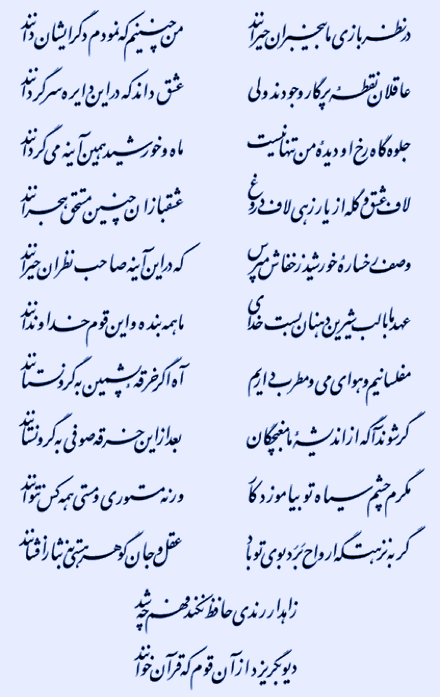 در نظربازی ما بیخبران حیرانند
من چنینم که نمودم دگر ایشان دانند
عاقلان نقطهٔ پرگار وجودند ولی
عشق داند که در این دایره سرگردانند
جلوه‌گاه رخ او دیدهٔ من تنها نیست
ماه و خورشید همین آینه می‌گردانند
لاف عشق و گله از یار زهی لاف دروغ
عشقبازان چنین مستحق هجرانند
وصف رخسارهٔ خورشید ز خفاش مپرس
که در این آینه صاحب نظران حیرانند
عهد ما با لب شیرین دهنان بست خدای
ما همه بنده و این قوم خداوندانند
مفلسانیم و هوای می و مطرب داریم
آه اگر خرقهٔ پشمین به گرو نستانند
گر شوند آگه از اندیشهٔ ما مغبچگان
بعد از این خرقه صوفی به گرو نستانند
مگرم چشم سیاه تو بیاموزد کار
ورنه مستوری و مستی همه کس نتوانند
گر به نزهتگه ارواح برد بوی تو باد
عقل و جان گوهر هستی به نثار افشانند
زاهد ار رندی حافظ نکند فهم چه شد
دیو بگریزد از آن قوم که قرآن خوانند